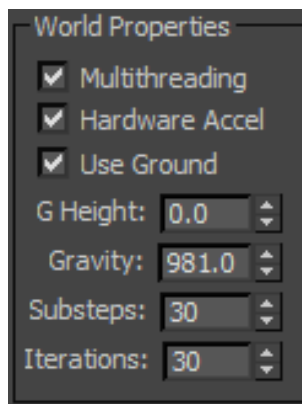 World Properties
Multithreading
Hardware Accel
Use Ground
G Height: 0.0
Gravity: 981.0
Substeps: 30
Iterations: 30